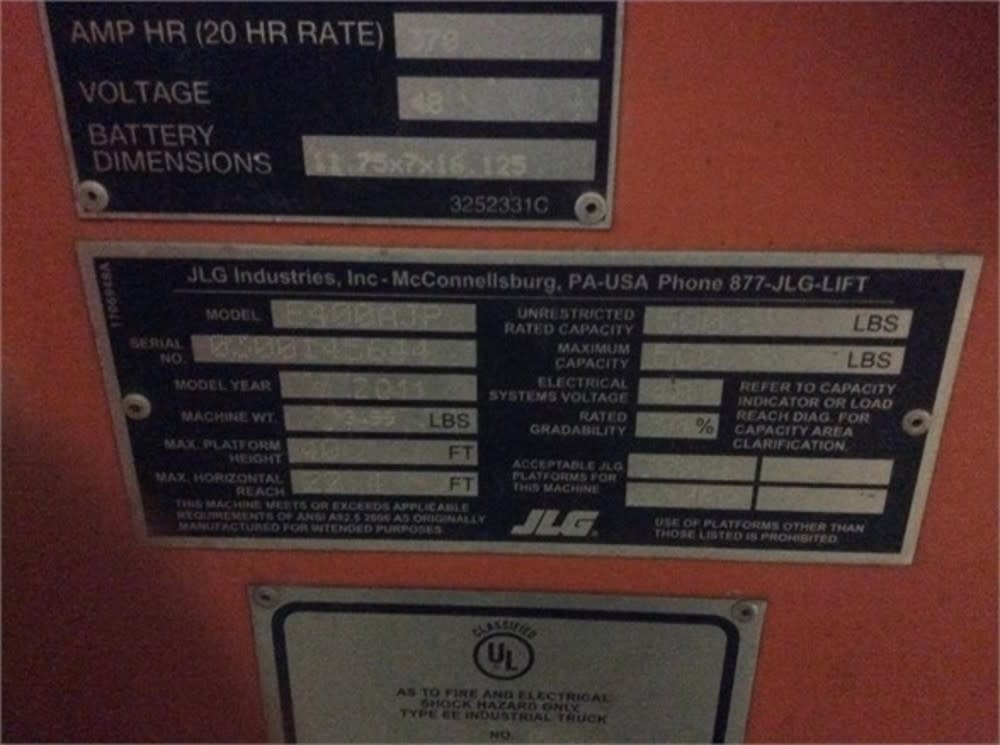 AMP HR (20 HR RATE) 370
VOLTAGE 48
BATTERY
DIMENSIONS 11.75x7x16.125
3252331C
JLG Industries, Inc - McConnellsburg, PA-USA Phone 877-JLG-LIFT
MODEL E400AJP
SERIAL
NO.
MODEL YEAR 2011
MACHINE WT. LBS
MAX. PLATFORM
HEIGHT 40 FT
MAX. HORIZONTAL
REACH FT
THIS MACHINE MEETS OR EXCEEDS APPLICABLE
REQUIREMENTS OF ANSI A92.5 2006 AS ORIGINALLY
MANUFACTURED FOR INTENDED PURPOSES
UNRESTRICTED
RATED CAPACITY LBS
MAXIMUM
CAPACITY LBS
ELECTRICAL
SYSTEMS VOLTAGE
RATED
GRADABILITY %
REFER TO CAPACITY
INDICATOR OR LOAD
REACH DIAG. FOR
CAPACITY AREA
CLARIFICATION.
ACCEPTABLE JLG
PLATFORMS FOR
THIS MACHINE
JLG
USE OF PLATFORMS OTHER THAN
THOSE LISTED IS PROHIBITED
CLASSIFIED
UL
AS TO FIRE AND ELECTRICAL
SHOCK HAZARD ONLY
TYPE EE INDUSTRIAL TRUCK
NO.